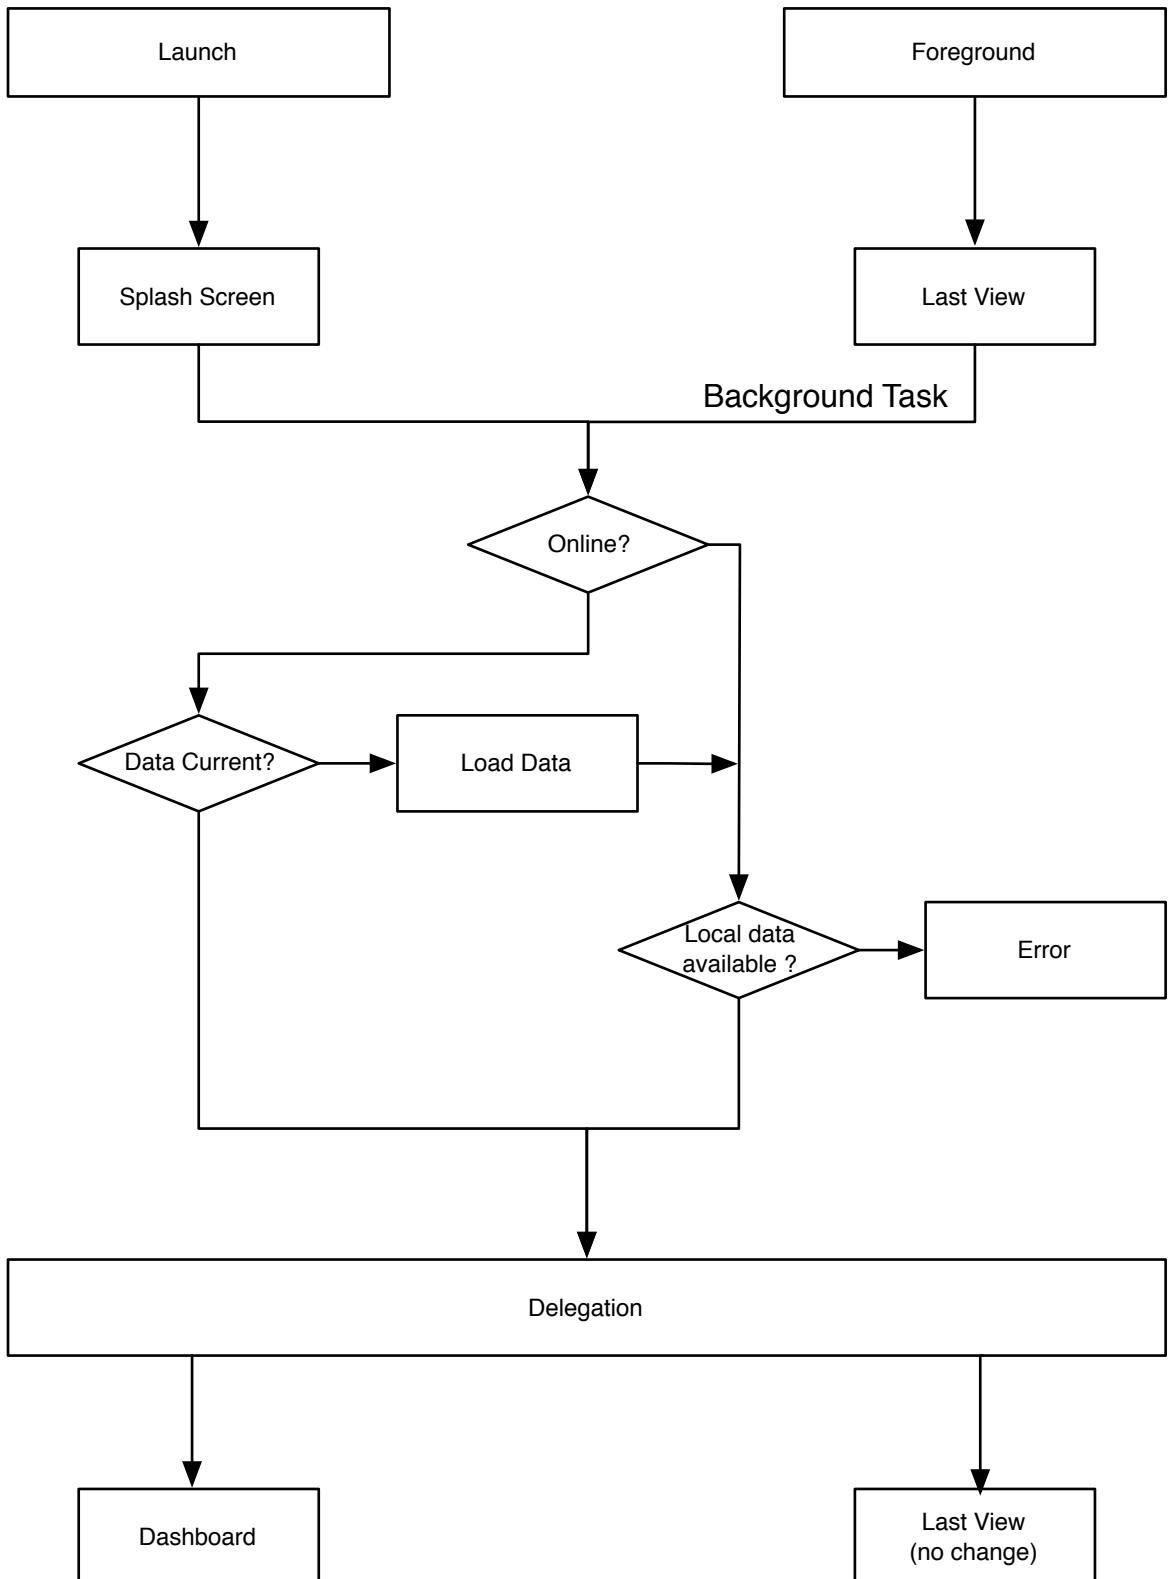 Launch
Foreground
Splash Screen
Last View
Background Task
Online?
Data Current?
Load Data
Local data
available ?
Error
Delegation
Dashboard
Last View
(no change)